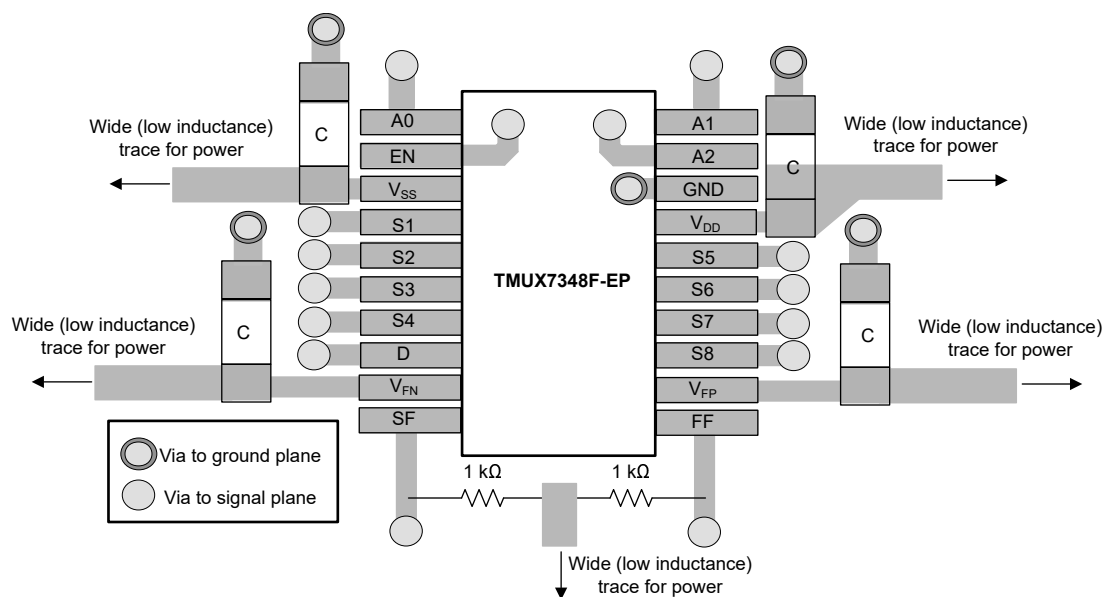 Wide (low inductance)
trace for power
C
A0
EN
V_SS
S1
S2
S3
S4
D
V_FN
SF
Wide (low inductance)
trace for power
C
TMUX7348F-EP
A1
A2
GND
V_DD
S5
S6
S7
S8
V_FP
FF
C
Wide (low inductance)
trace for power
C
Wide (low inductance)
trace for power
Via to ground plane
Via to signal plane
1 kΩ
1 kΩ
Wide (low inductance)
trace for power